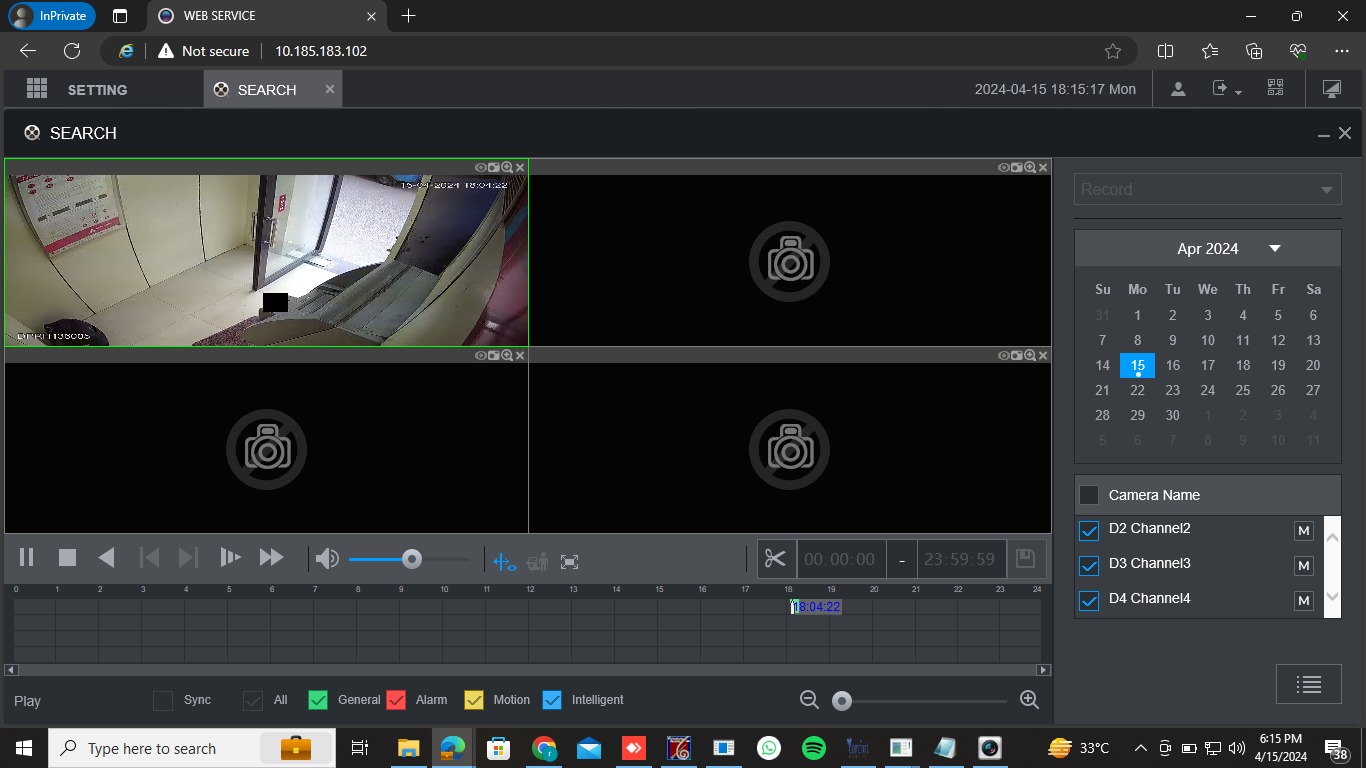 InPrivate
WEB SERVICE
Not secure
10.185.183.102
SETTING
SEARCH
2024-04-15 18:15:17 Mon
SEARCH
15-04-2024 18:04:22
Record
Apr 2024
Su Mo Tu We Th Fr Sa
31 1 2 3 4 5 6
7 8 9 10 11 12 13
14 15 16 17 18 19 20
21 22 23 24 25 26 27
28 29 30 1 2 3 4
5 6 7 8 9 10 11
Camera Name
D2 Channel2 M
D3 Channel3 M
D4 Channel4 M
00:00:00 - 23:59:59
0 1 2 3 4 5 6 7 8 9 10 11 12 13 14 15 16 17 18 19 20 21 22 23 24
18:04:22
Play
Sync
All
General
Alarm
Motion
Intelligent
Type here to search
33°C
6:15 PM
4/15/2024
38